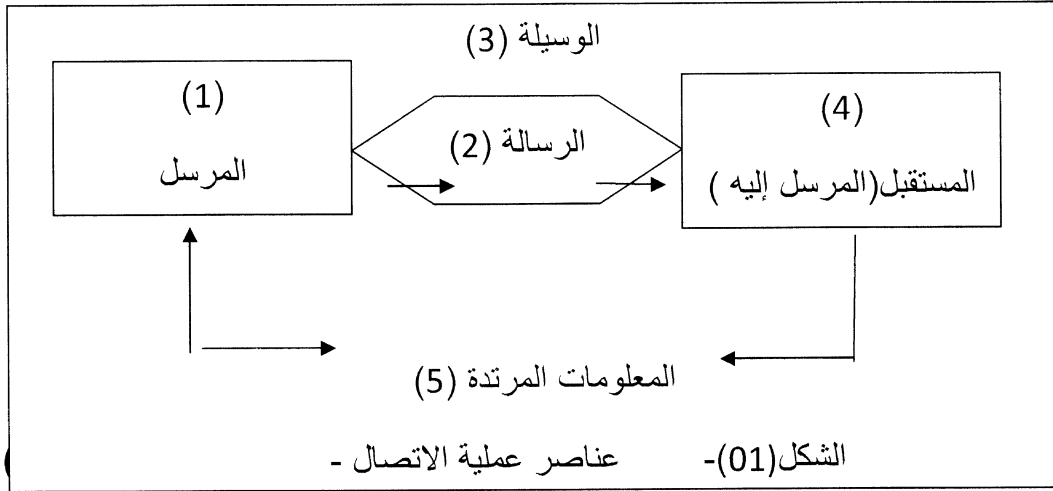 الوسيلة (3)
(1)
المرسل
الرسالة (2)
(4)
المستقبل(المرسل إليه )
المعلومات المرتدة (5)
الشكل(01)- عناصر عملية الاتصال -